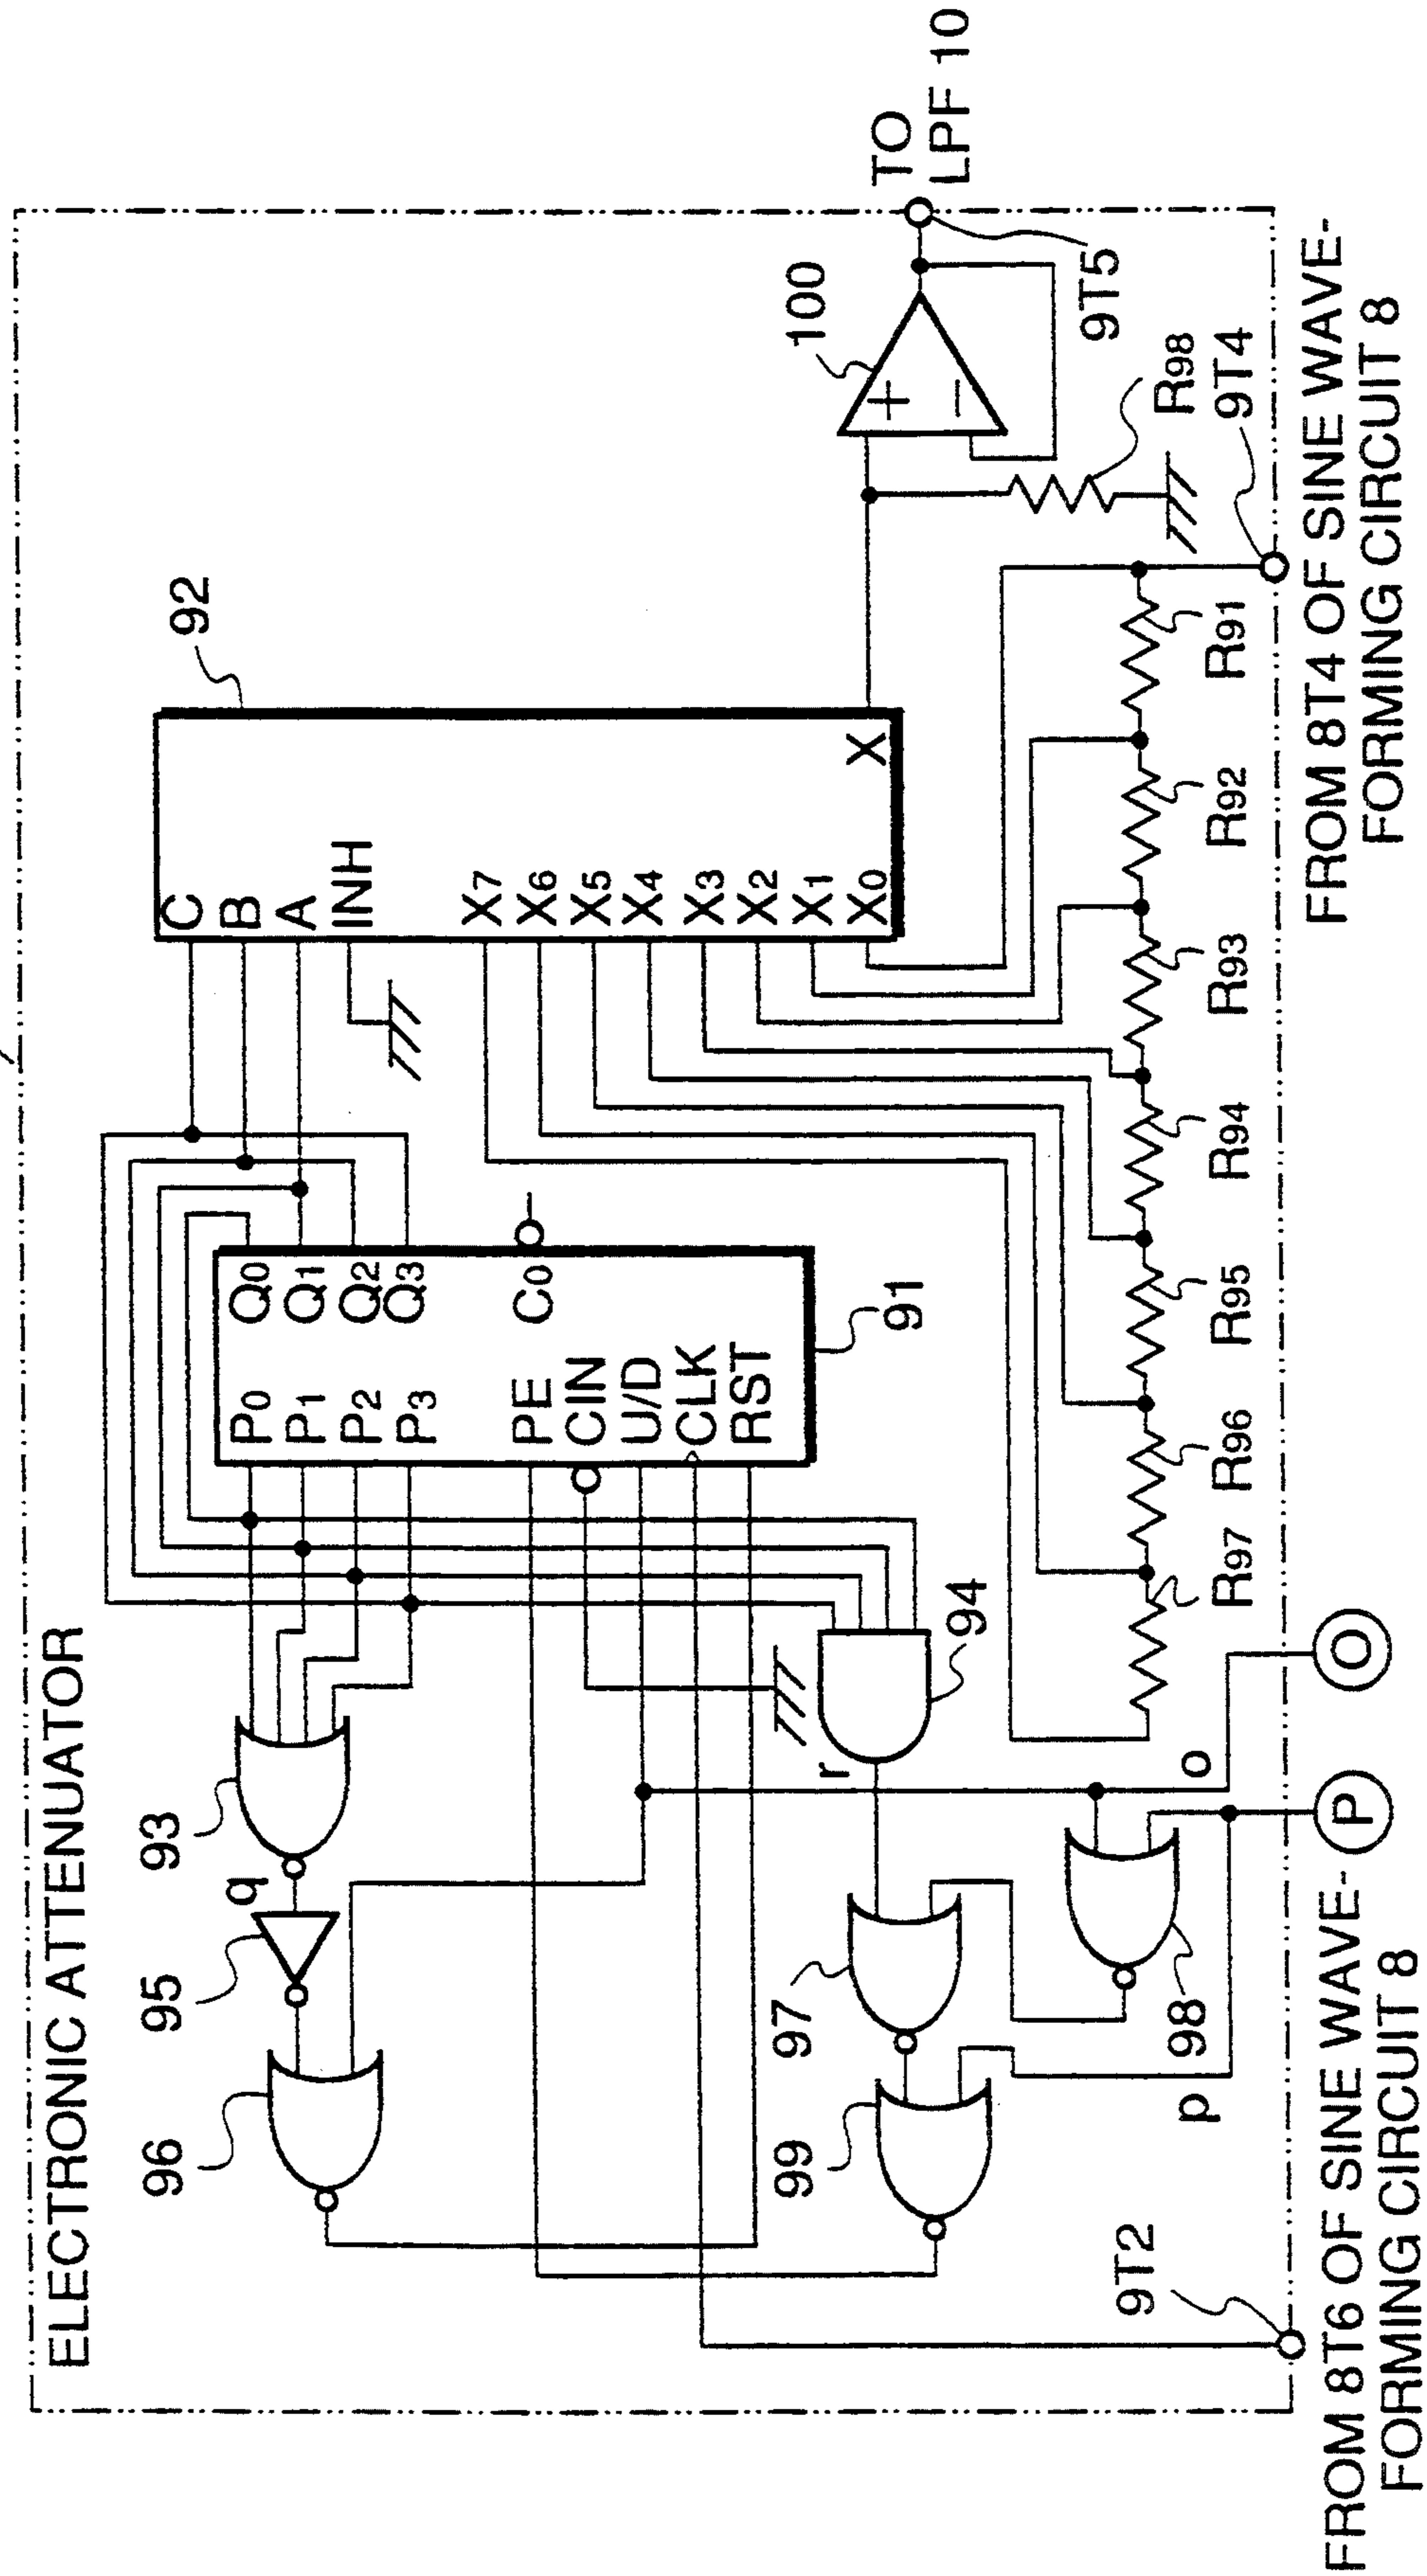 ELECTRONIC ATTENUATOR
93
q
95
96
P0
P1
P2
P3
PE
CIN
U/D
CLK
RST
Q0
Q1
Q2
Q3
C0
91
92
C
B
A
INH
X7
X6
X5
X4
X3
X2
X1
X0
X
100
+
−
TO
LPF 10
9T5
R98
9T4
R91
R92
R93
R94
R95
R96
R97
94
r
97
98
99
o
p
O
P
9T2
FROM 8T6 OF SINE WAVE-
FORMING CIRCUIT 8
FROM 8T4 OF SINE WAVE-
FORMING CIRCUIT 8